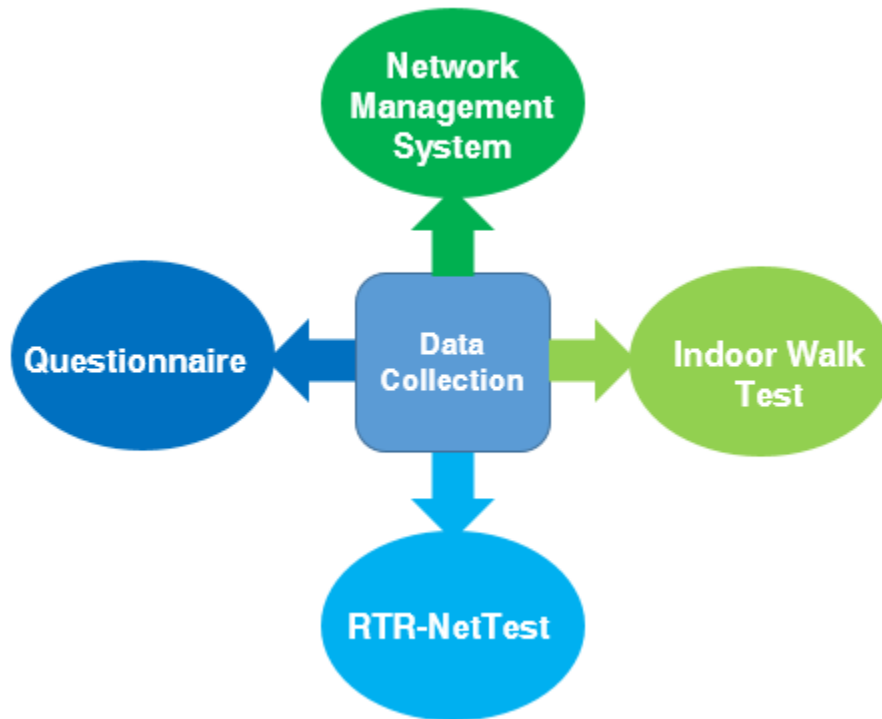 Network
Management
System
Questionnaire
Data
Collection
Indoor Walk
Test
RTR-NetTest